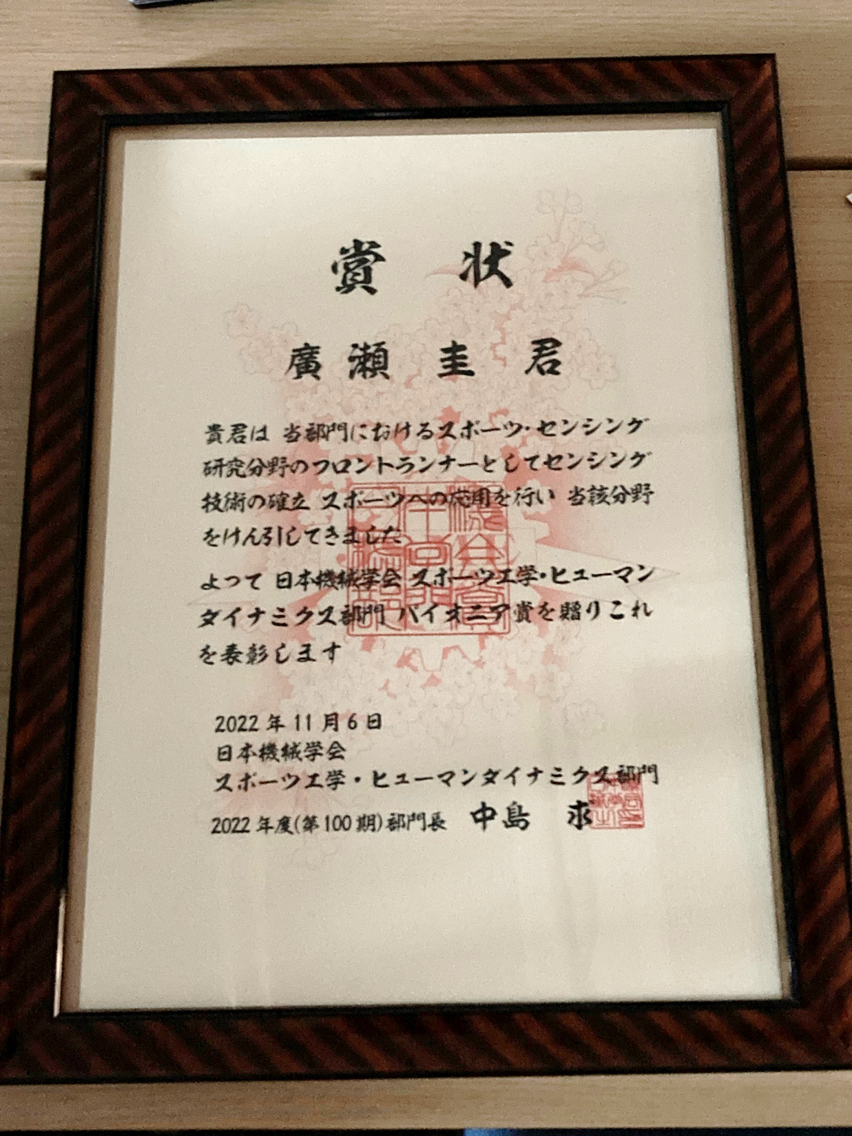 賞状
廣瀬 圭 君
貴君は 当部門におけるスポーツ・センシング
研究分野のフロントランナーとしてセンシング
技術の確立 スポーツへの応用を行い 当該分野
をけん引してきました
よつて 日本機械学会 スポーツ工学・ヒューマン
ダイナミクス部門 パイオニア賞を贈りこれ
を表彰します
2022年11月6日
日本機械学会
スポーツ工学・ヒューマンダイナミクス部門
2022年度(第100期)部門長 中島 求